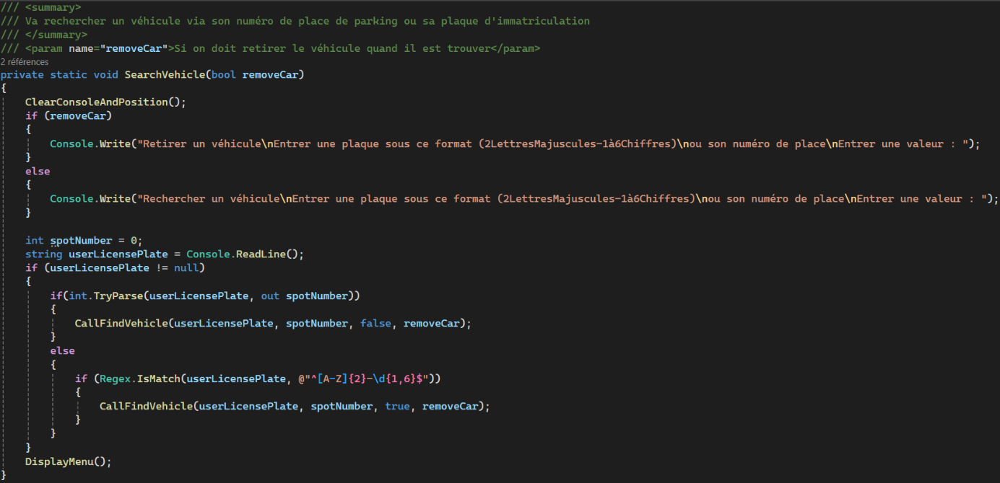 /// <summary>
/// Va rechercher un véhicule via son numéro de place de parking ou sa plaque d'immatriculation
/// </summary>
/// <param name="removeCar">Si on doit retirer le véhicule quand il est trouver</param>
2 références
private static void SearchVehicle(bool removeCar)
{
    ClearConsoleAndPosition();
    if (removeCar)
    {
        Console.Write("Retirer un véhicule\nEntrer une plaque sous ce format (2LettresMajuscules-1à6Chiffres)\nou son numéro de place\nEntrer une valeur : ");
    }
    else
    {
        Console.Write("Rechercher un véhicule\nEntrer une plaque sous ce format (2LettresMajuscules-1à6Chiffres)\nou son numéro de place\nEntrer une valeur : ");
    }

    int spotNumber = 0;
    string userLicensePlate = Console.ReadLine();
    if (userLicensePlate != null)
    {
        if(int.TryParse(userLicensePlate, out spotNumber))
        {
            CallFindVehicle(userLicensePlate, spotNumber, false, removeCar);
        }
        else
        {
            if (Regex.IsMatch(userLicensePlate, @"^[A-Z]{2}-\d{1,6}$"))
            {
                CallFindVehicle(userLicensePlate, spotNumber, true, removeCar);
            }
        }
    }
    DisplayMenu();
}